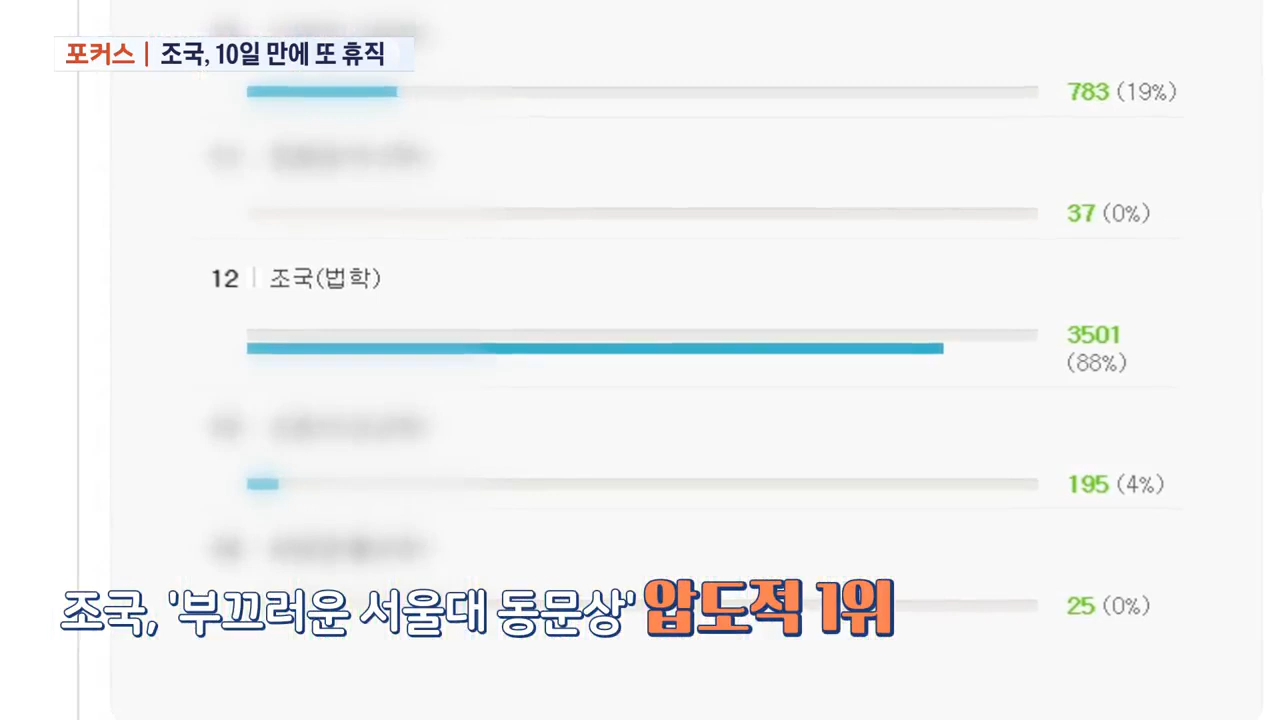 포커스 | 조국, 10일 만에 또 휴직
783 (19%)
37 (0%)
12 | 조국(법학)
3501
(88%)
195 (4%)
25 (0%)
조국, '부끄러운 서울대 동문상' 압도적 1위